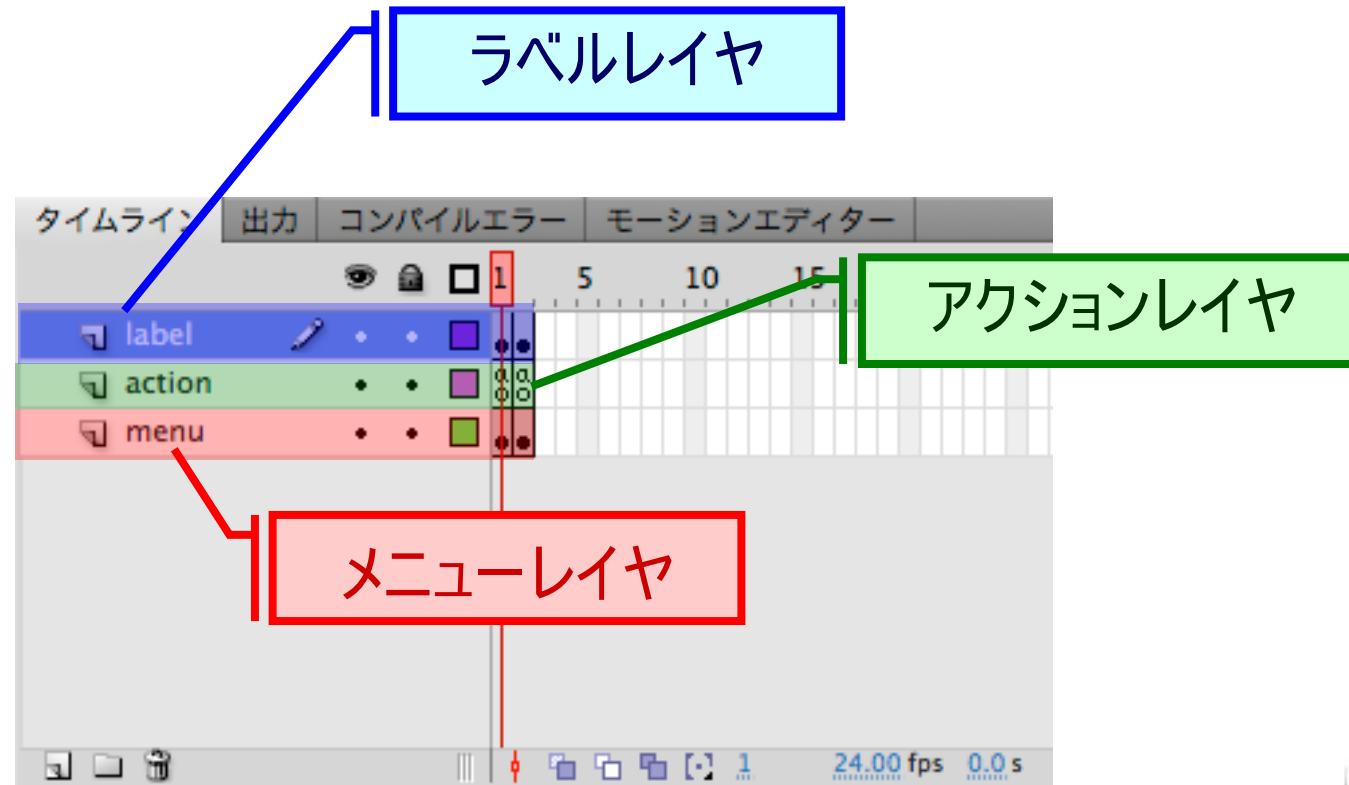 ラベルレイヤ
タイムライン 出力 コンパイルエラー モーションエディター
1 5 10 15
アクションレイヤ
label
action
menu
メニューレイヤ
1 24.00 fps 0.0 s